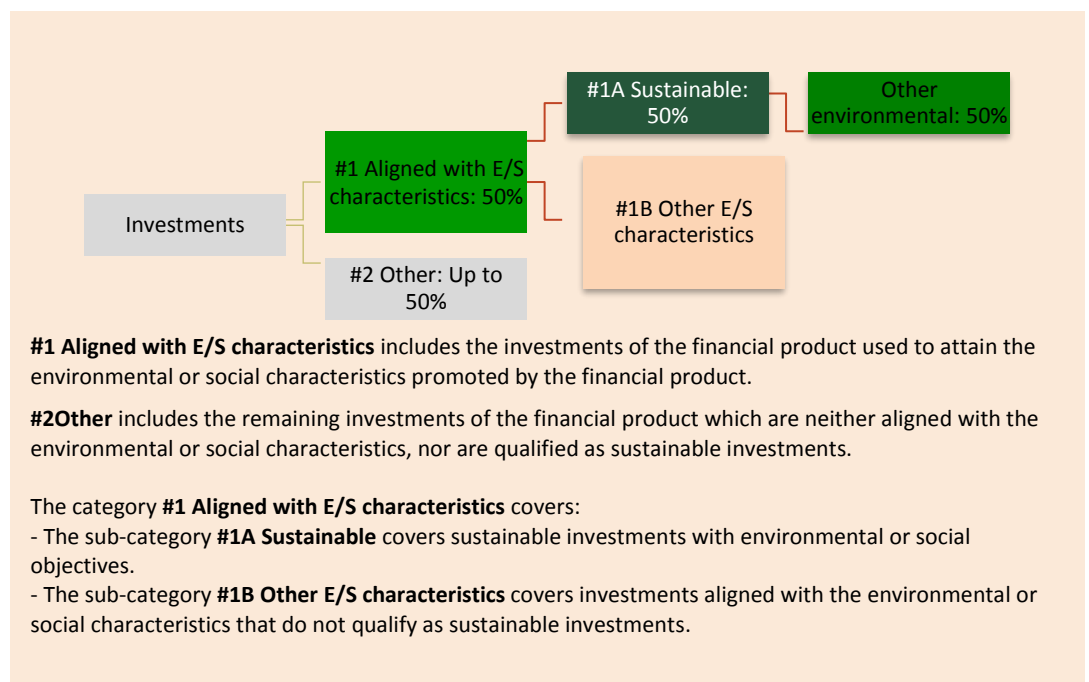 #1A Sustainable:
50%
Other
environmental: 50%
#1 Aligned with E/S
characteristics: 50%
#1B Other E/S
characteristics
Investments
#2 Other: Up to
50%
#1 Aligned with E/S characteristics includes the investments of the financial product used to attain the
environmental or social characteristics promoted by the financial product.
#2Other includes the remaining investments of the financial product which are neither aligned with the
environmental or social characteristics, nor are qualified as sustainable investments.
The category #1 Aligned with E/S characteristics covers:
- The sub-category #1A Sustainable covers sustainable investments with environmental or social
objectives.
- The sub-category #1B Other E/S characteristics covers investments aligned with the environmental or
social characteristics that do not qualify as sustainable investments.